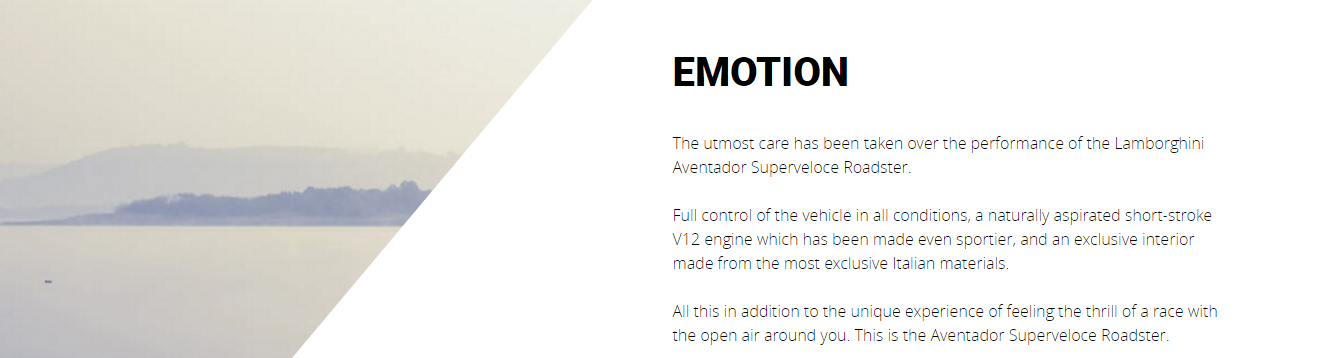 EMOTION
The utmost care has been taken over the performance of the Lamborghini
Aventador Superveloce Roadster.
Full control of the vehicle in all conditions, a naturally aspirated short-stroke
V12 engine which has been made even sportier, and an exclusive interior
made from the most exclusive Italian materials.
All this in addition to the unique experience of feeling the thrill of a race with
the open air around you. This is the Aventador Superveloce Roadster.